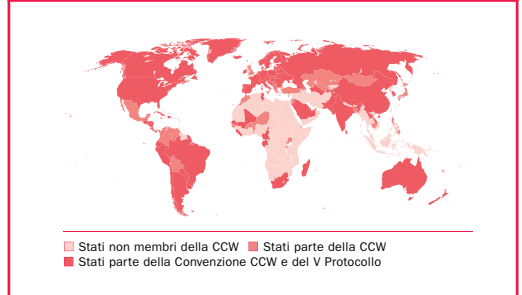 Stati non membri della CCW Stati parte della CCW
Stati parte della Convenzione CCW e del V Protocollo